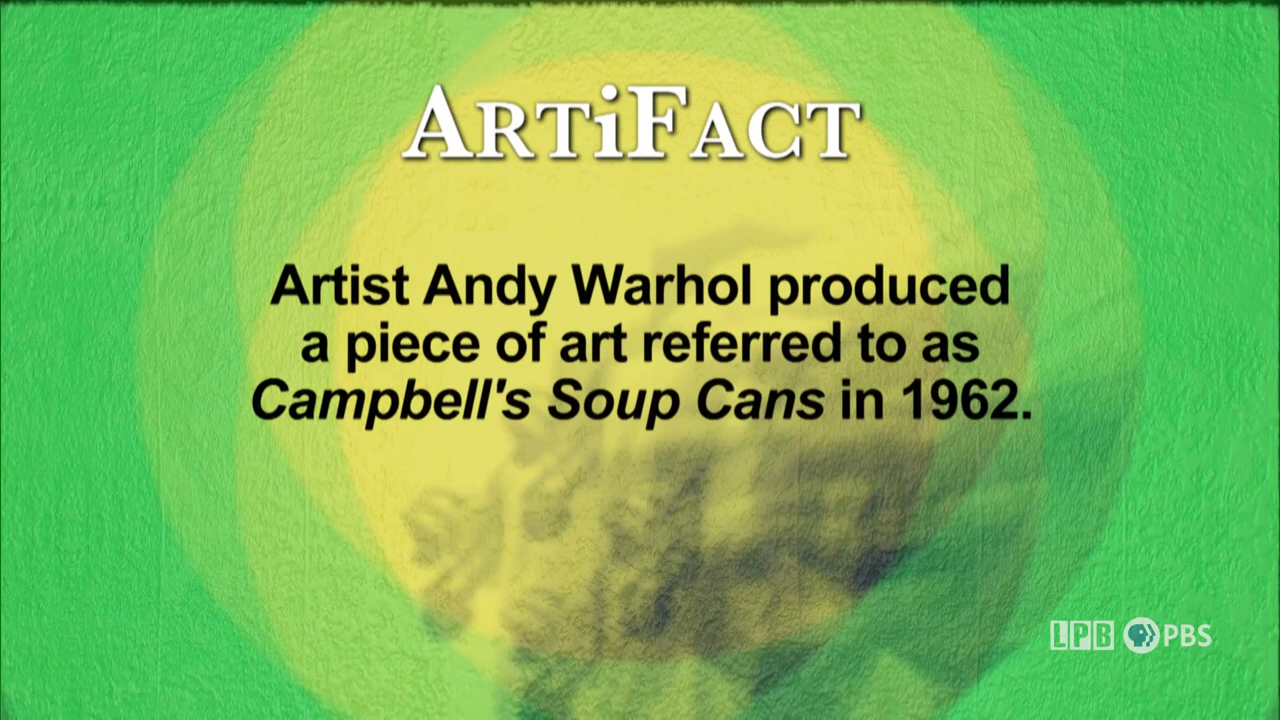 ARTiFACT
Artist Andy Warhol produced
a piece of art referred to as
Campbell's Soup Cans in 1962.
LPB PBS